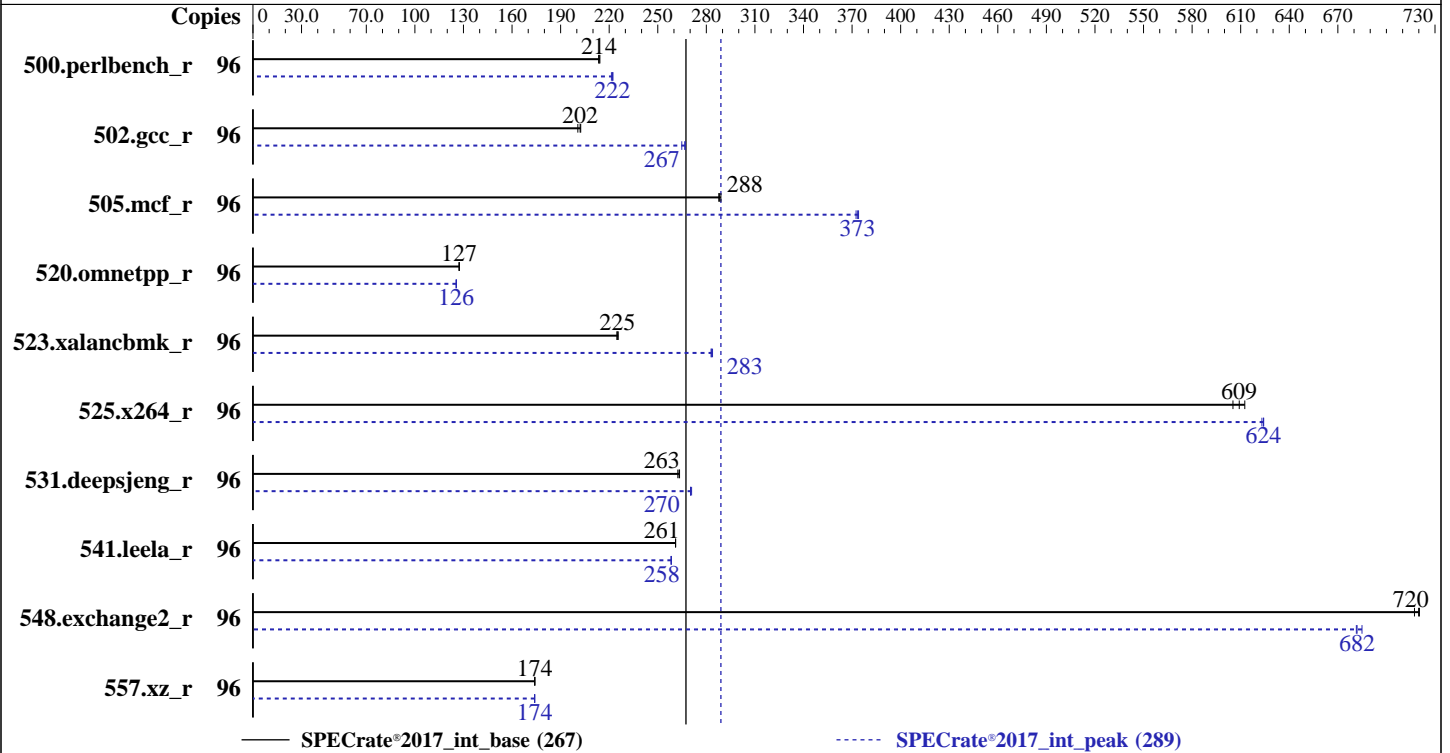 Copies 0 30.0 70.0 100 130 160 190 220 250 280 310 340 370 400 430 460 490 520 550 580 610 640 670 730
500.perlbench_r 96 214
222
502.gcc_r 96 202
267
505.mcf_r 96 288
373
520.omnetpp_r 96 127
126
523.xalancbmk_r 96 225
283
525.x264_r 96 609
624
531.deepsjeng_r 96 263
270
541.leela_r 96 261
258
548.exchange2_r 96 720
682
557.xz_r 96 174
174
SPECrate®2017_int_base (267) SPECrate®2017_int_peak (289)